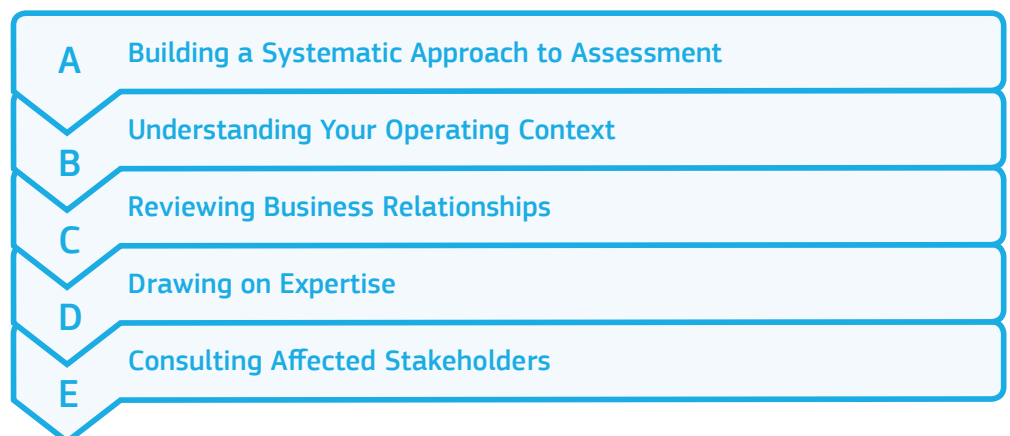 A Building a Systematic Approach to Assessment
B Understanding Your Operating Context
C Reviewing Business Relationships
D Drawing on Expertise
E Consulting Affected Stakeholders